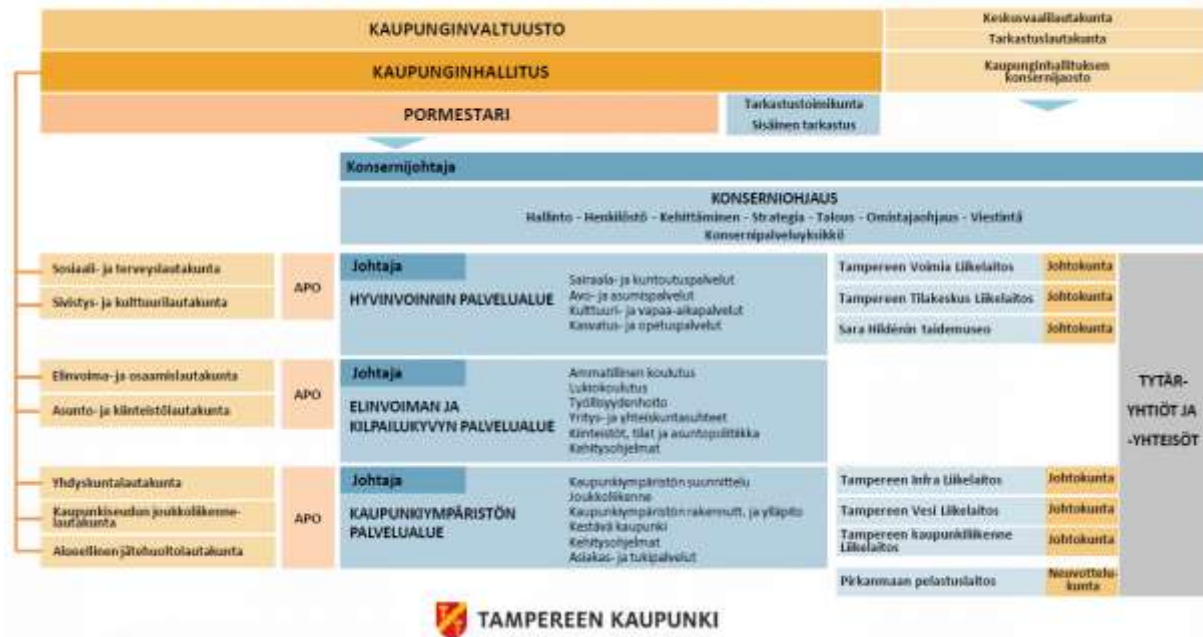 KAUPUNGINVALTUUSTO
Keskusvaalilautakunta
Tarkastuslautakunta
KAUPUNGINHALLITUS
Kaupunginhallituksen
konsernijaosto
PORMESTARI
Tarkastustoimikunta
Sisäinen tarkastus
Konsernijohtaja
KONSERNIOHJAUS
Hallinto - Henkilöstö - Kehittäminen - Strategia - Talous - Omistajaohjaus - Viestintä
Konsernipalveluyksikkö
Sosiaali- ja terveyslautakunta
Sivistys- ja kulttuurilautakunta
APO
Johtaja
HYVINVOINNIN PALVELUALUE
Sairaala- ja kuntoutuspalvelut
Avo- ja asumispalvelut
Kulttuuri- ja vapaa-aikapalvelut
Kasvatus- ja opetuspalvelut
Tampereen Voimia Liikelaitos
Johtokunta
Tampereen Tilakeskus Liikelaitos
Johtokunta
Sara Hildénin taidemuseo
Johtokunta
Elinvoima- ja osaamislautakunta
Asunto- ja kiinteistölautakunta
APO
Johtaja
ELINVOIMAN JA
KILPAILUKYVYN PALVELUALUE
Ammatillinen koulutus
Lukiokoulutus
Työllisyydenhoito
Yritys- ja yhteiskuntasuhteet
Kiinteistöt, tilat ja asuntopolitiikka
Kehitysohjelmat
TYTÄR-
YHTIÖT JA
-YHTEISÖT
Yhdyskuntalautakunta
Kaupunkiseudun joukkoliikenne-
lautakunta
Alueellinen jätehuoltolautakunta
APO
Johtaja
KAUPUNKIYMPÄRISTÖN
PALVELUALUE
Kaupunkiympäristön suunnittelu
Joukkoliikenne
Kaupunkiympäristön rakennutt. ja ylläpito
Kestävä kaupunki
Kehitysohjelmat
Asiakas- ja tukipalvelut
Tampereen Infra Liikelaitos
Johtokunta
Tampereen Vesi Liikelaitos
Johtokunta
Tampereen kaupunkiliikenne
Liikelaitos
Johtokunta
Pirkanmaan pelastuslaitos
Neuvottelu-
kunta
TAMPEREEN KAUPUNKI